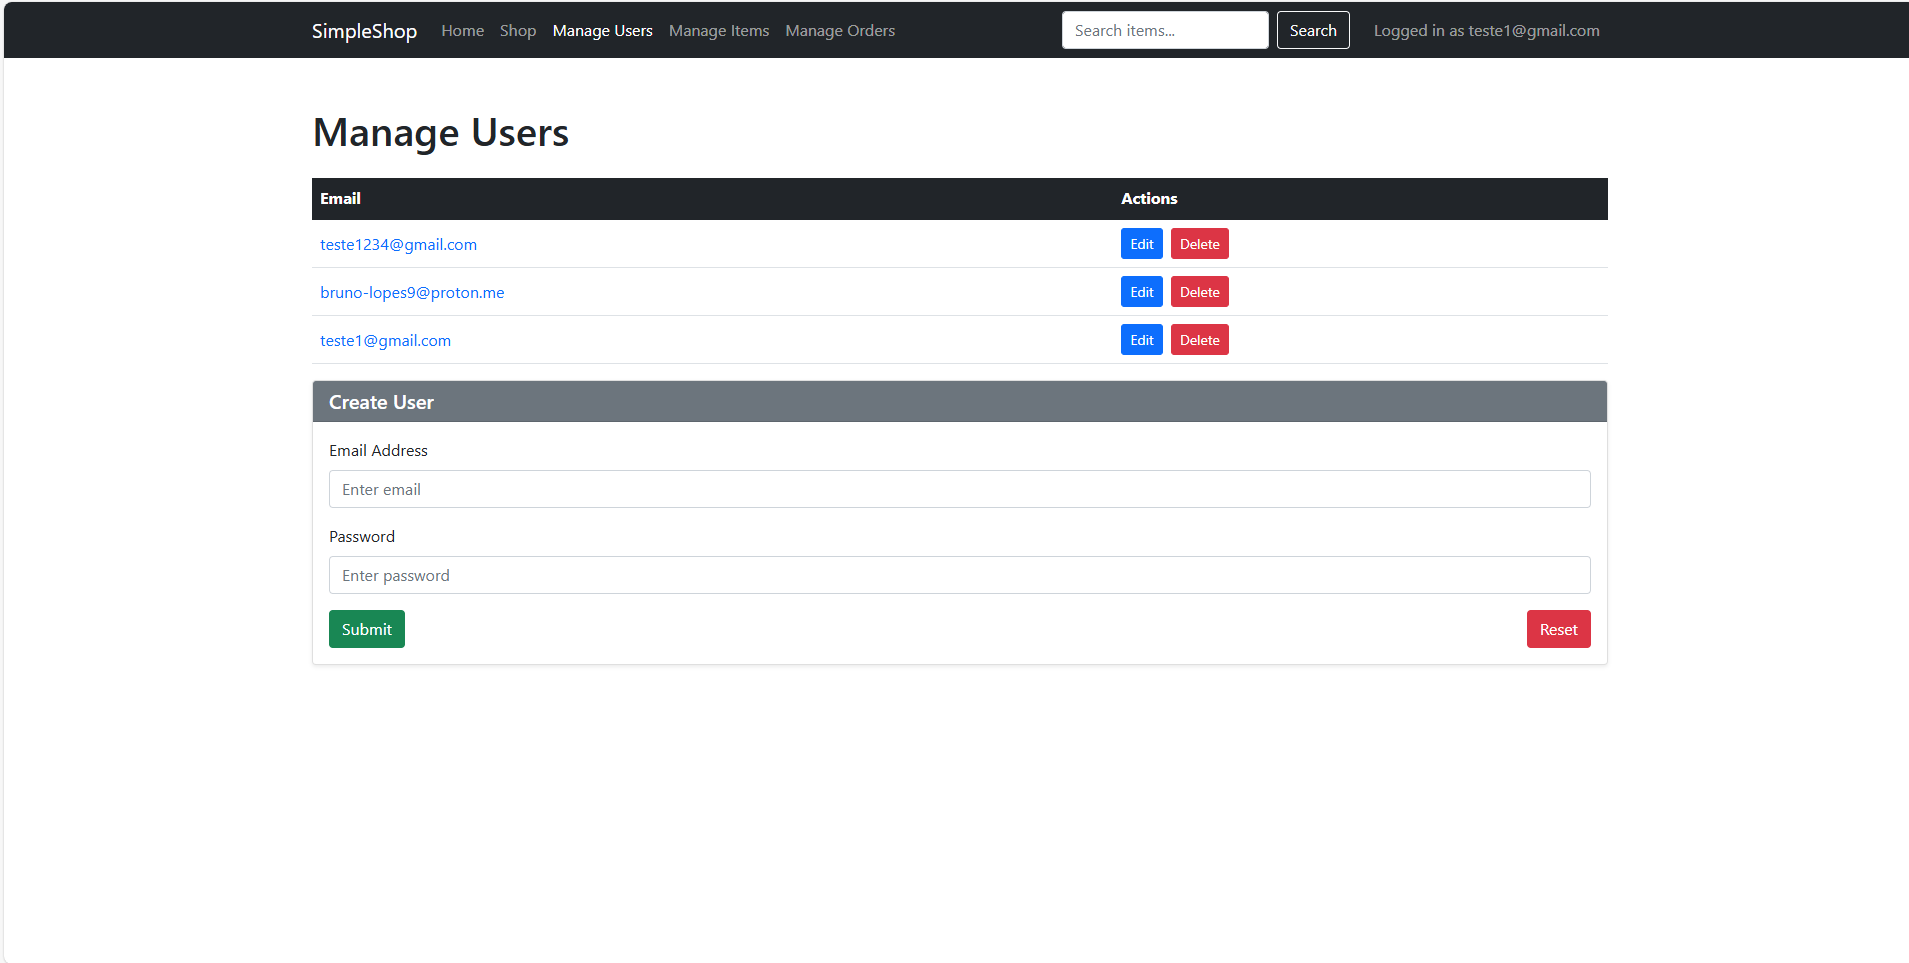 SimpleShop Home Shop Manage Users Manage Items Manage Orders Search items... Search Logged in as teste1@gmail.com
Manage Users
Email Actions
teste1234@gmail.com Edit Delete
bruno-lopes9@proton.me Edit Delete
teste1@gmail.com Edit Delete
Create User
Email Address
Enter email
Password
Enter password
Submit Reset